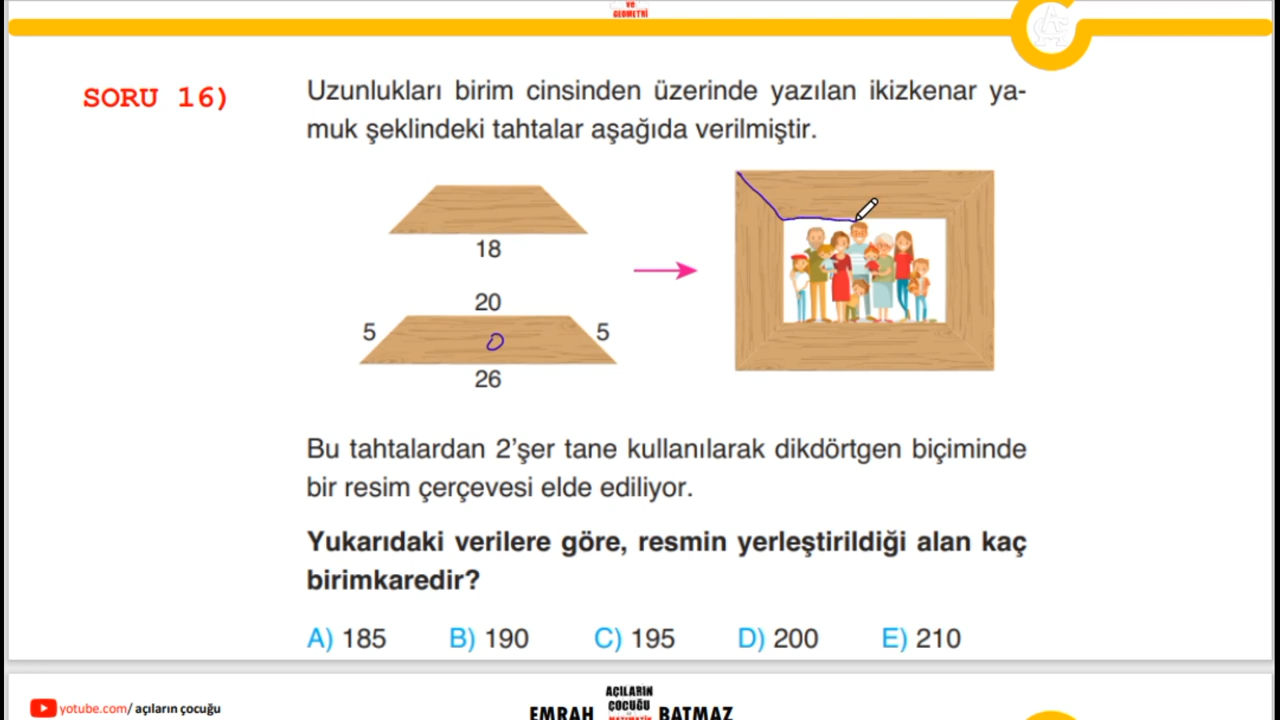 VE
GEOMETRİ
SORU 16)
Uzunlukları birim cinsinden üzerinde yazılan ikizkenar ya-
muk şeklindeki tahtalar aşağıda verilmiştir.
18
20
5
5
26
Bu tahtalardan 2’şer tane kullanılarak dikdörtgen biçiminde
bir resim çerçevesi elde ediliyor.
Yukarıdaki verilere göre, resmin yerleştirildiği alan kaç
birimkaredir?
A) 185 B) 190 C) 195 D) 200 E) 210
yotube.com/ açıların çocuğu
AÇILARIN
ÇOCUĞU
EMRAH BATMAZ